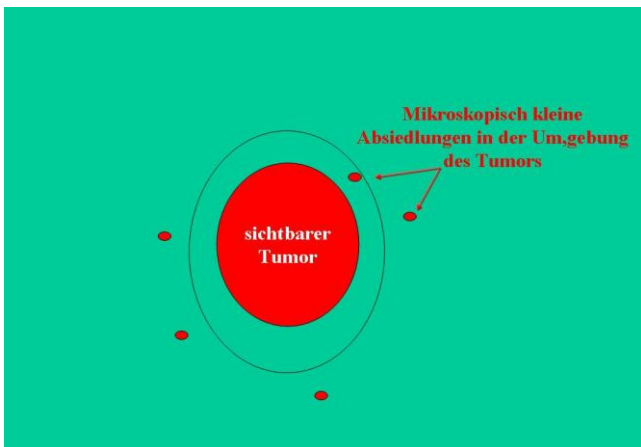 Mikroskopisch kleine
Absiedlungen in der Um,gebung
des Tumors
sichtbarer
Tumor